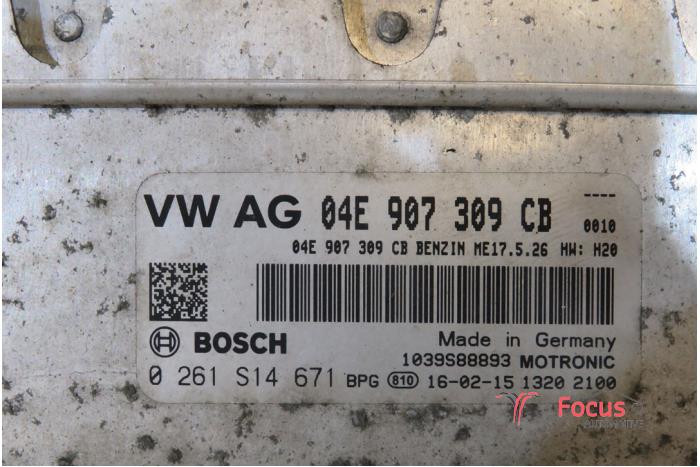 VW AG 04E 907 309 CB ---- 0010
04E 907 309 CB BENZIN ME17.5.26 HW: H20
BOSCH Made in Germany
1039S88893 MOTRONIC
0 261 S14 671 BPG 810 16-02-15 1320 2100
Focus
AUTOMOTIVE